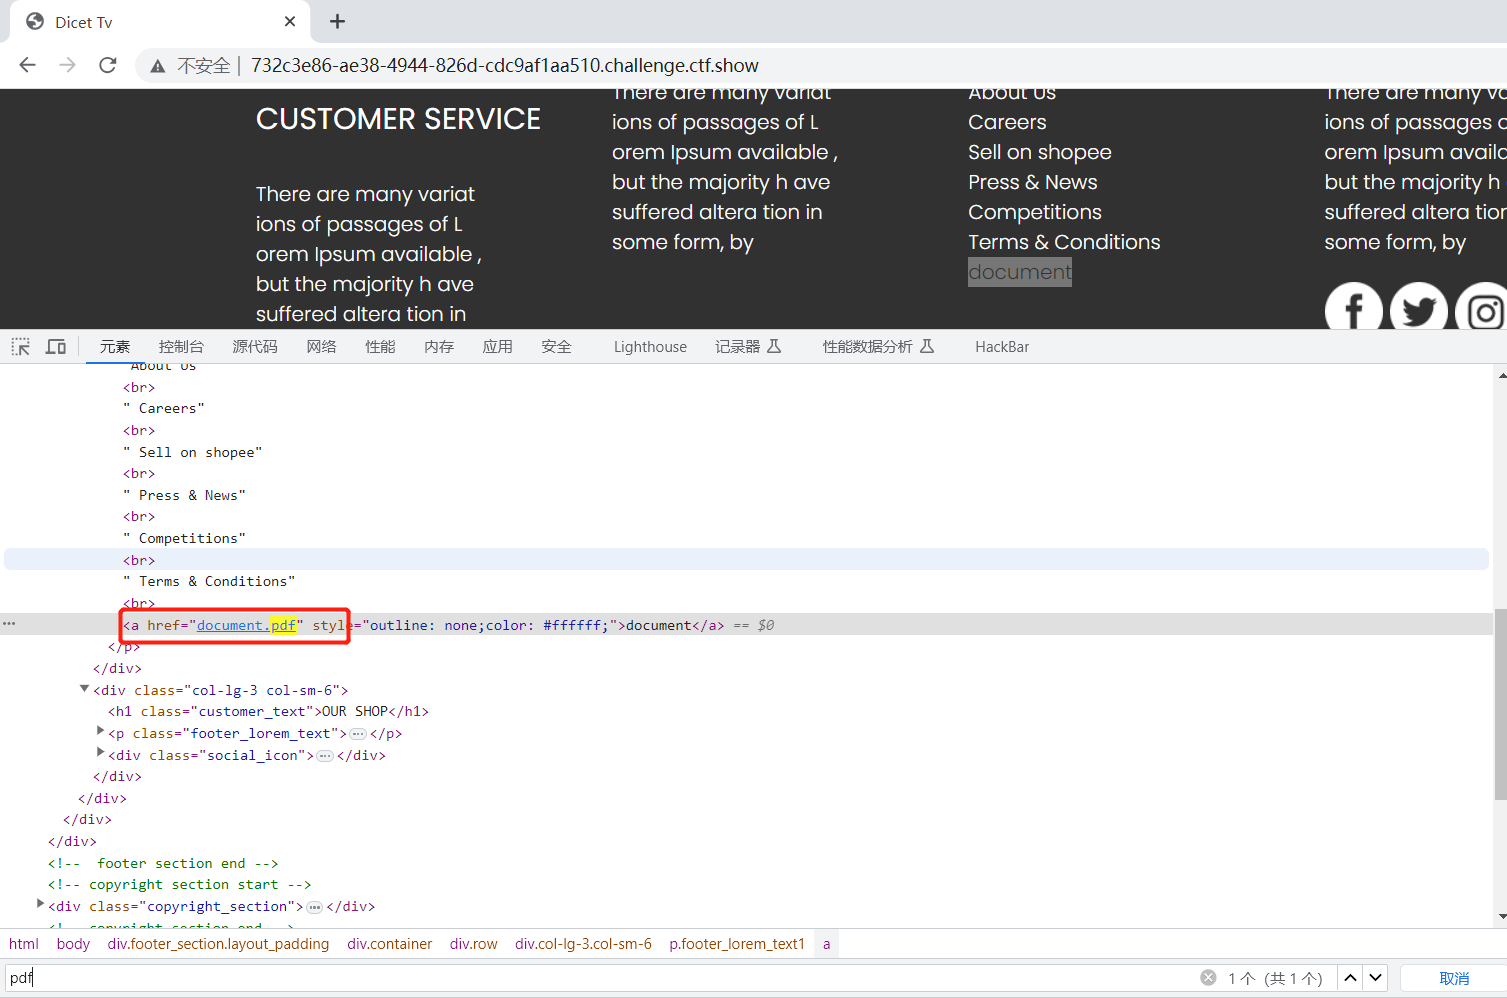 Dicet Tv
不安全 732c3e86-ae38-4944-826d-cdc9af1aa510.challenge.ctf.show
CUSTOMER SERVICE
There are many variat
ions of passages of L
orem Ipsum available ,
but the majority h ave
suffered altera tion in
There are many variat
ions of passages of L
orem Ipsum available ,
but the majority h ave
suffered altera tion in
some form, by
About Us
Careers
Sell on shopee
Press & News
Competitions
Terms & Conditions
document
There are many va
ions of passages o
orem Ipsum availa
but the majority h
suffered altera tion
some form, by
元素 控制台 源代码 网络 性能 内存 应用 安全 Lighthouse 记录器 性能数据分析 HackBar
About Us
<br>
" Careers"
<br>
" Sell on shopee"
<br>
" Press & News"
<br>
" Competitions"
<br>
" Terms & Conditions"
<br>
<a href="document.pdf" style="outline: none;color: #ffffff;">document</a> == $0
</p>
</div>
<div class="col-lg-3 col-sm-6">
<h1 class="customer_text">OUR SHOP</h1>
<p class="footer_lorem_text">…</p>
<div class="social_icon">…</div>
</div>
</div>
</div>
</div>
<!--  footer section end -->
<!-- copyright section start -->
<div class="copyright_section">…</div>
<!-- copyright section end -->
html body div.footer_section.layout_padding div.container div.row div.col-lg-3.col-sm-6 p.footer_lorem_text1 a
pdf 1 个 (共 1 个) 取消